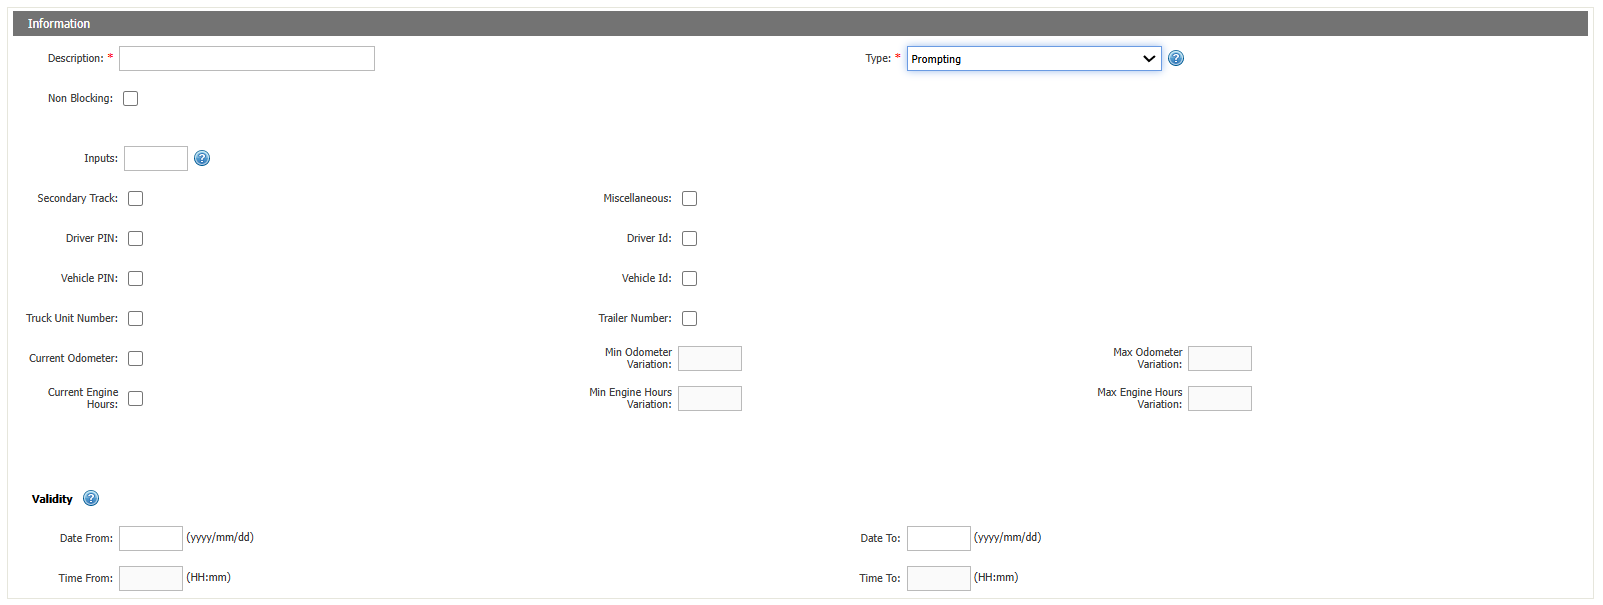 Information
Description: * Type: * Prompting
Non Blocking:
Inputs:
Secondary Track: Miscellaneous:
Driver PIN: Driver Id:
Vehicle PIN: Vehicle Id:
Truck Unit Number: Trailer Number:
Current Odometer: Min Odometer Variation: Max Odometer Variation:
Current Engine Hours: Min Engine Hours Variation: Max Engine Hours Variation:
Validity
Date From: (yyyy/mm/dd) Date To: (yyyy/mm/dd)
Time From: (HH:mm) Time To: (HH:mm)